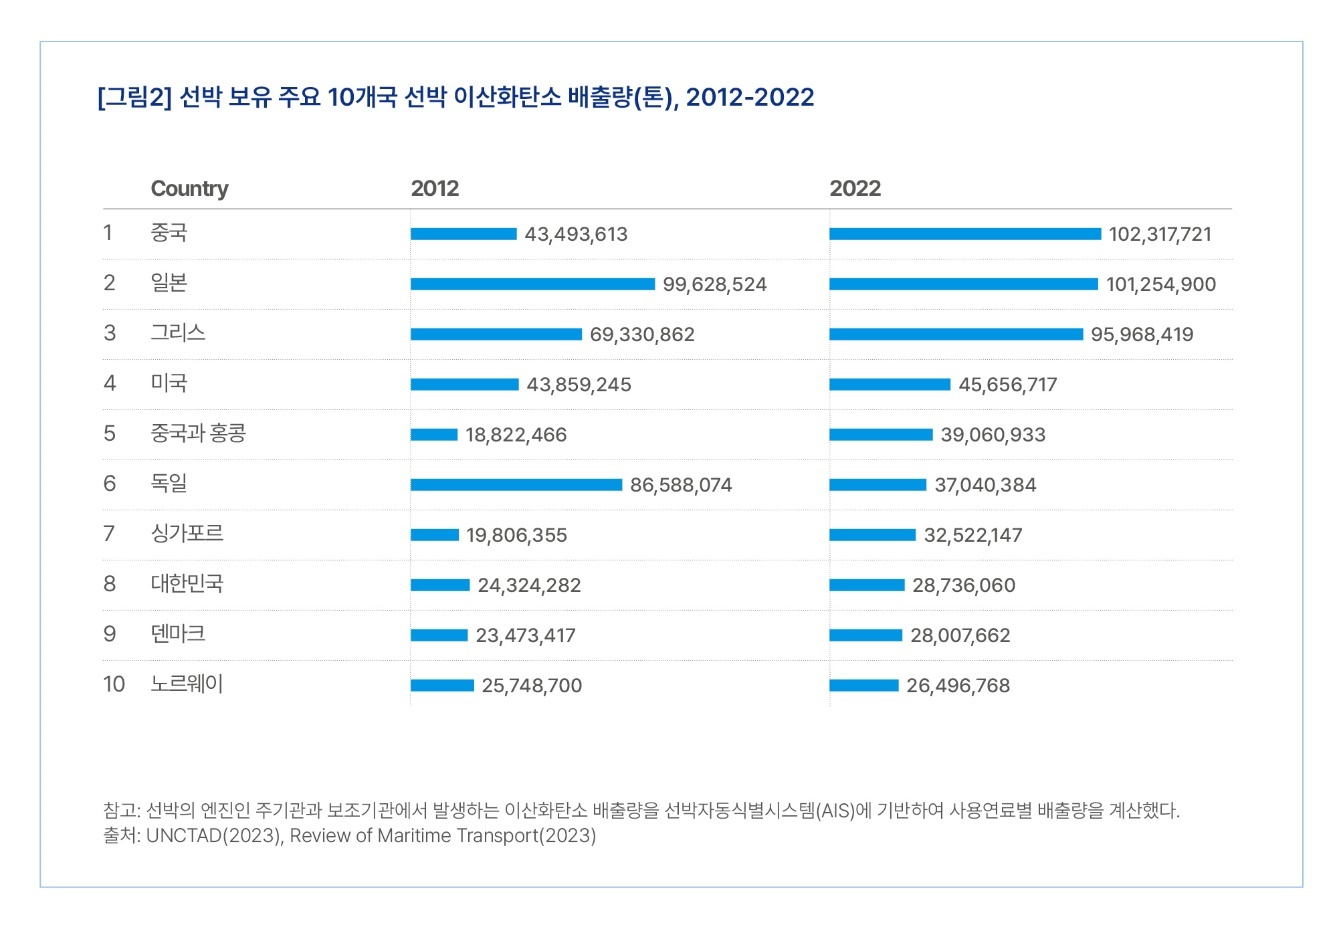 [그림2] 선박 보유 주요 10개국 선박 이산화탄소 배출량(톤), 2012-2022
Country 2012 2022
1 중국 43,493,613 102,317,721
2 일본 99,628,524 101,254,900
3 그리스 69,330,862 95,968,419
4 미국 43,859,245 45,656,717
5 중국과 홍콩 18,822,466 39,060,933
6 독일 86,588,074 37,040,384
7 싱가포르 19,806,355 32,522,147
8 대한민국 24,324,282 28,736,060
9 덴마크 23,473,417 28,007,662
10 노르웨이 25,748,700 26,496,768
참고: 선박의 엔진인 주기관과 보조기관에서 발생하는 이산화탄소 배출량을 선박자동식별시스템(AIS)에 기반하여 사용연료별 배출량을 계산했다.
출처: UNCTAD(2023), Review of Maritime Transport(2023)